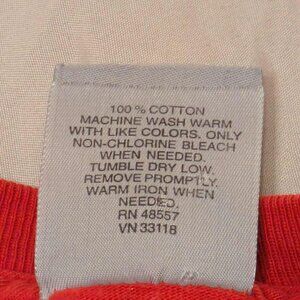 100 % COTTON
MACHINE WASH WARM
WITH LIKE COLORS. ONLY
NON-CHLORINE BLEACH
WHEN NEEDED.
TUMBLE DRY LOW.
REMOVE PROMPTLY.
WARM IRON WHEN
NEEDED.
RN 48557
VN 33118